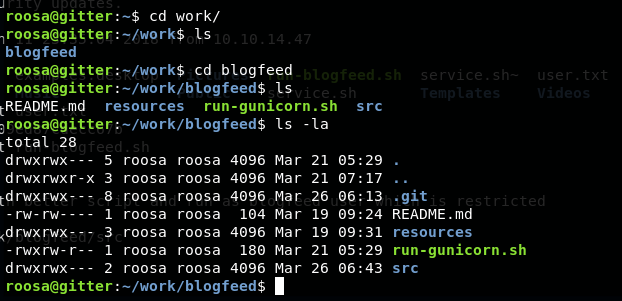 urity updates.
roosa@gitter:~$ cd work/
roosa@gitter:~/work$ ls
blogfeed
roosa@gitter:~/work$ cd blogfeed
roosa@gitter:~/work/blogfeed$ ls
README.md resources run-gunicorn.sh src
roosa@gitter:~/work/blogfeed$ ls -la
total 28
drwxrwx--- 5 roosa roosa 4096 Mar 21 05:29 .
drwxrwxr-x 3 roosa roosa 4096 Mar 21 07:17 ..
drwxrwx--- 8 roosa roosa 4096 Mar 26 06:13 .git
-rw-rw---- 1 roosa roosa 104 Mar 19 09:24 README.md
drwxrwx--- 3 roosa roosa 4096 Mar 19 09:31 resources
-rwxrw-r-- 1 roosa roosa 180 Mar 21 05:29 run-gunicorn.sh
drwxrwx--- 2 roosa roosa 4096 Mar 26 06:43 src
roosa@gitter:~/work/blogfeed$